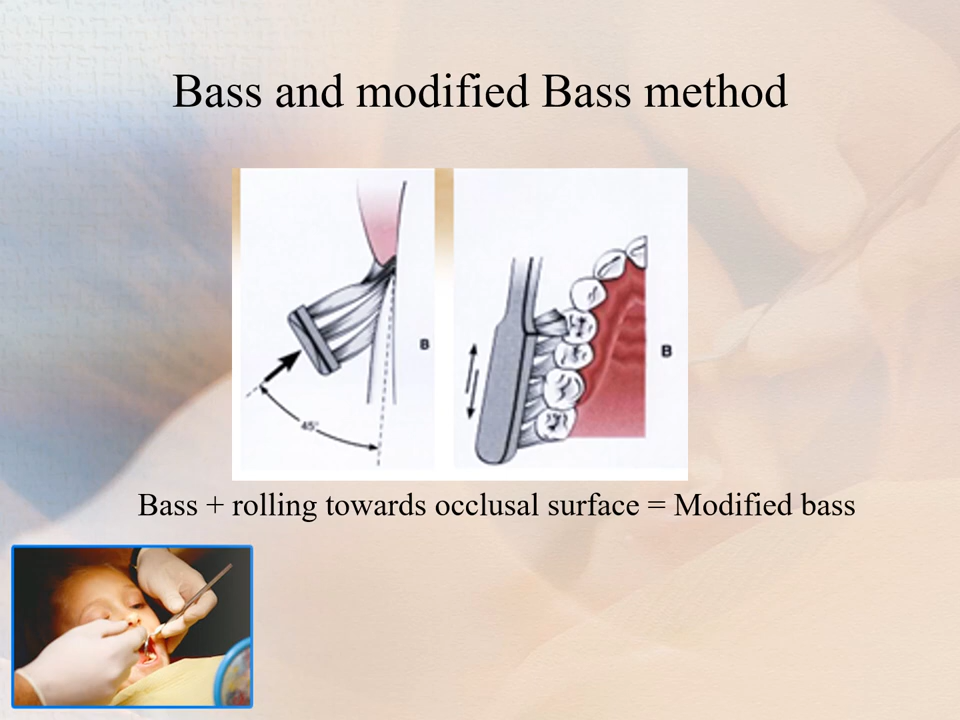 Bass and modified Bass method
B
45°
B
Bass + rolling towards occlusal surface = Modified bass